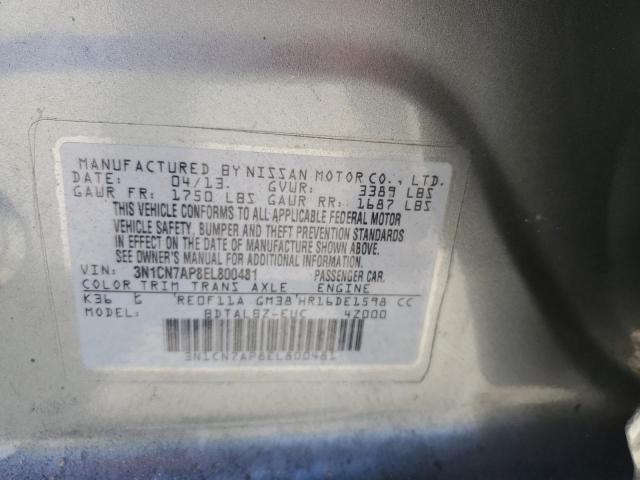 MANUFACTURED BY NISSAN MOTOR CO., LTD.
DATE: 04/13. GVWR: 3389 LBS
GAWR FR: 1750 LBS GAWR RR: 1687 LBS
THIS VEHICLE CONFORMS TO ALL APPLICABLE FEDERAL MOTOR
VEHICLE SAFETY, BUMPER AND THEFT PREVENTION STANDARDS
IN EFFECT ON THE DATE OF MANUFACTURE SHOWN ABOVE.
SEE OWNER'S MANUAL FOR ADDITIONAL INFORMATION.
VIN: 3N1CN7AP8EL800481 PASSENGER CAR.
COLOR TRIM TRANS AXLE ENGINE
K36 RE0F11A GM38 HR16DE1598 CC
BDTALBZ-EUC 4Z000
3N1CN7AP8EL800481